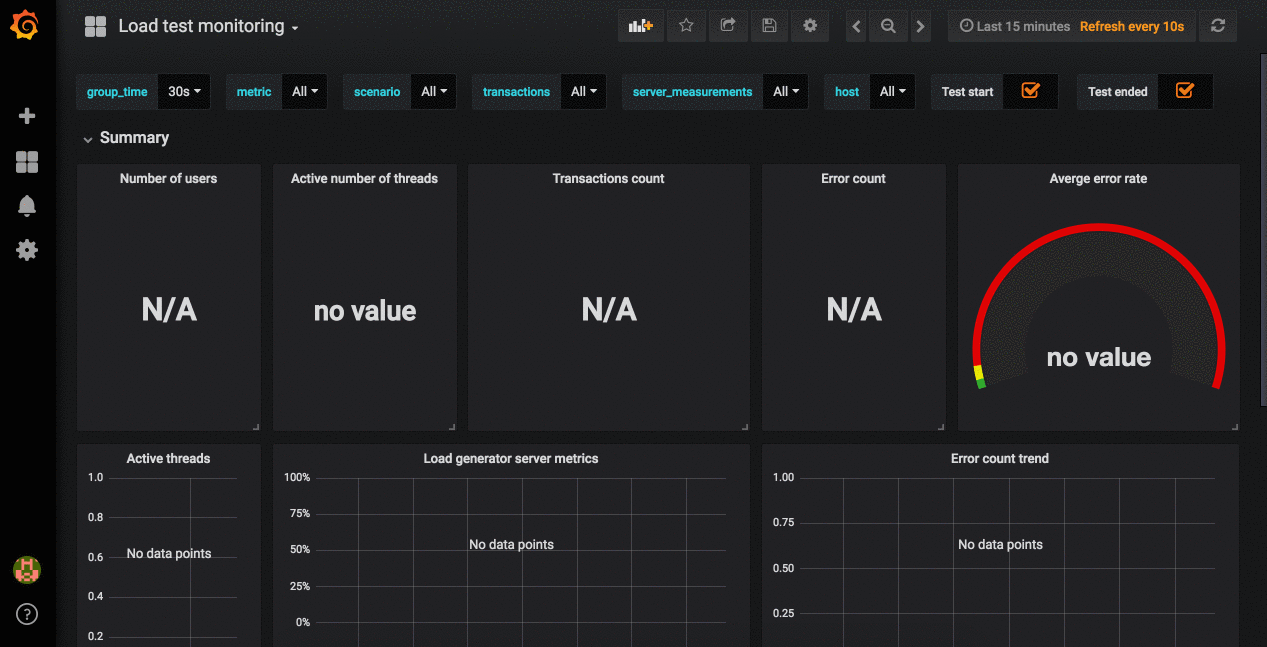 Load test monitoring
Last 15 minutes Refresh every 10s
group_time 30s metric All scenario All transactions All server_measurements All host All Test start Test ended
Summary
Number of users Active number of threads Transactions count Error count Averge error rate
N/A no value N/A N/A no value
Active threads Load generator server metrics Error count trend
1.0
0.8
0.6
0.4
0.2
No data points
100%
75%
50%
25%
0%
No data points
1.00
0.75
0.50
0.25
No data points
?